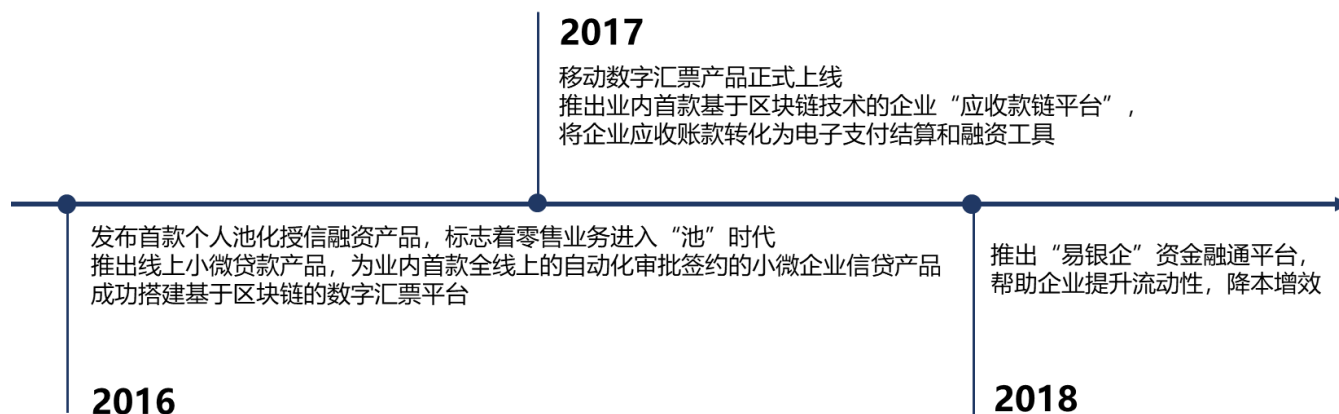 2017
移动数字汇票产品正式上线
推出业内首款基于区块链技术的企业“应收款链平台”，
将企业应收账款转化为电子支付结算和融资工具
发布首款个人池化授信融资产品，标志着零售业务进入“池”时代
推出线上小微贷款产品，为业内首款全线上的自动化审批签约的小微企业信贷产品
成功搭建基于区块链的数字汇票平台
2016
推出“易银企”资金融通平台，
帮助企业提升流动性，降本增效
2018